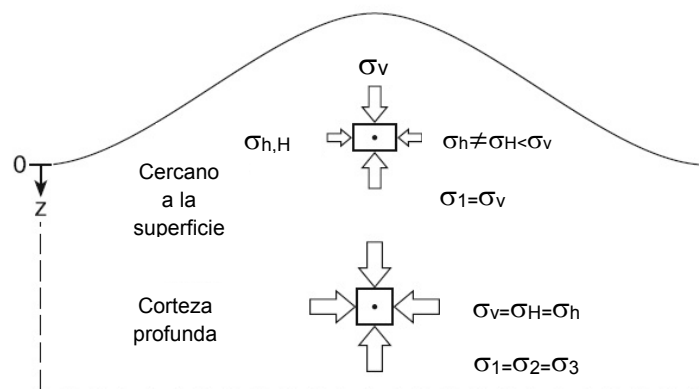 σv
σh,H
σh≠σH<σv
0
Cercano
a la
superficie
z
σ1=σv
Corteza
profunda
σv=σH=σh
σ1=σ2=σ3